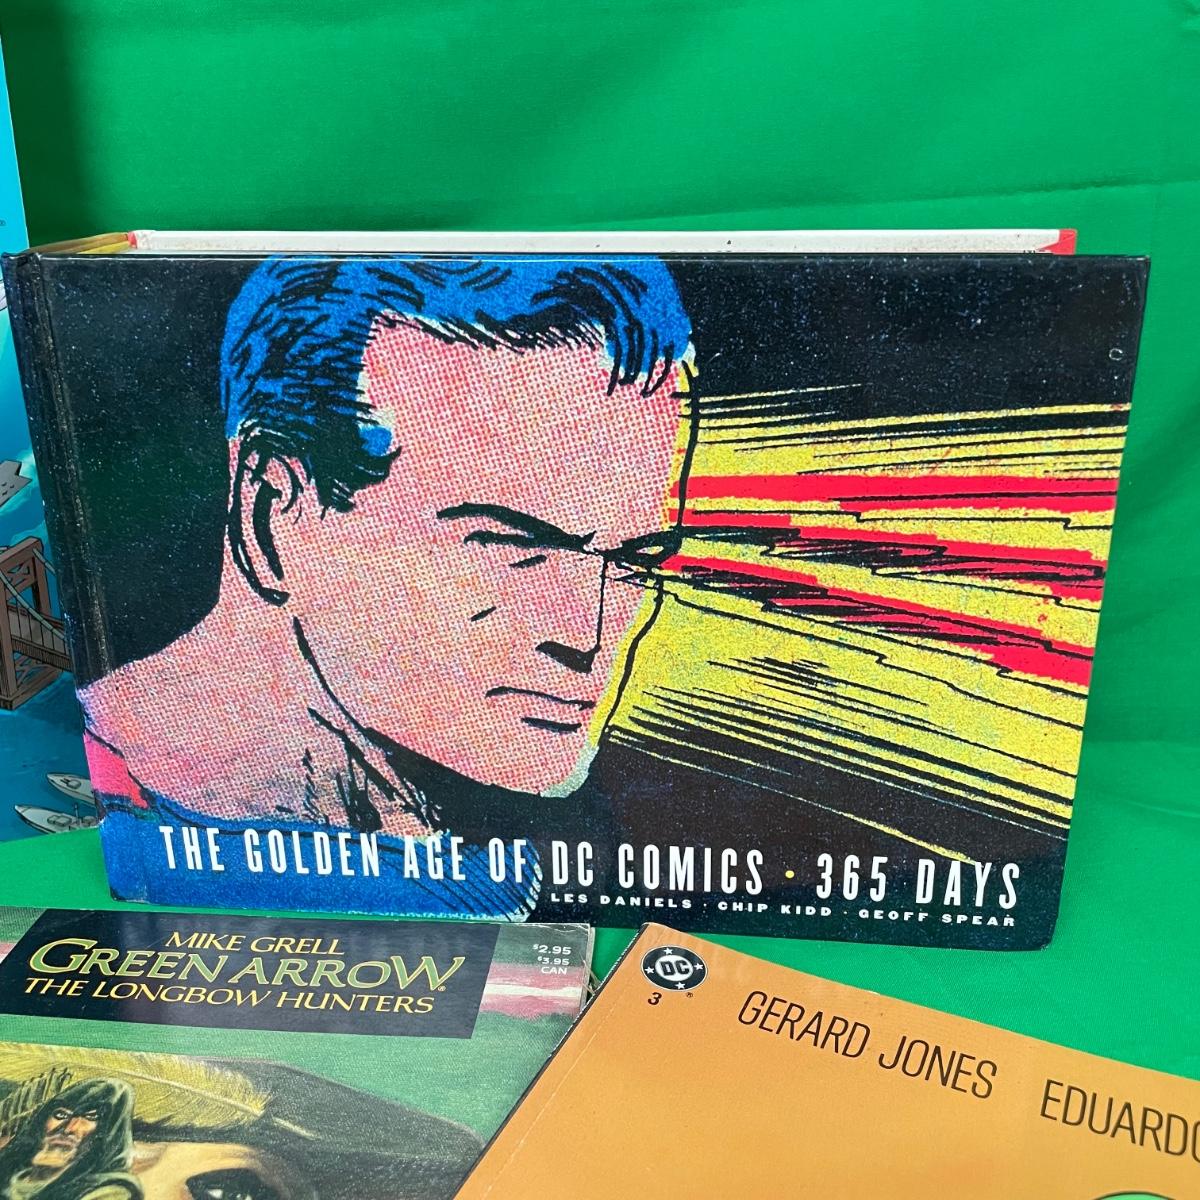 THE GOLDEN AGE OF DC COMICS · 365 DAYS
LES DANIELS · CHIP KIDD · GEOFF SPEAR
MIKE GRELL
GREEN ARROW®
THE LONGBOW HUNTERS
$2.95
$3.95
CAN
DC®
3
GERARD JONES EDUARDO